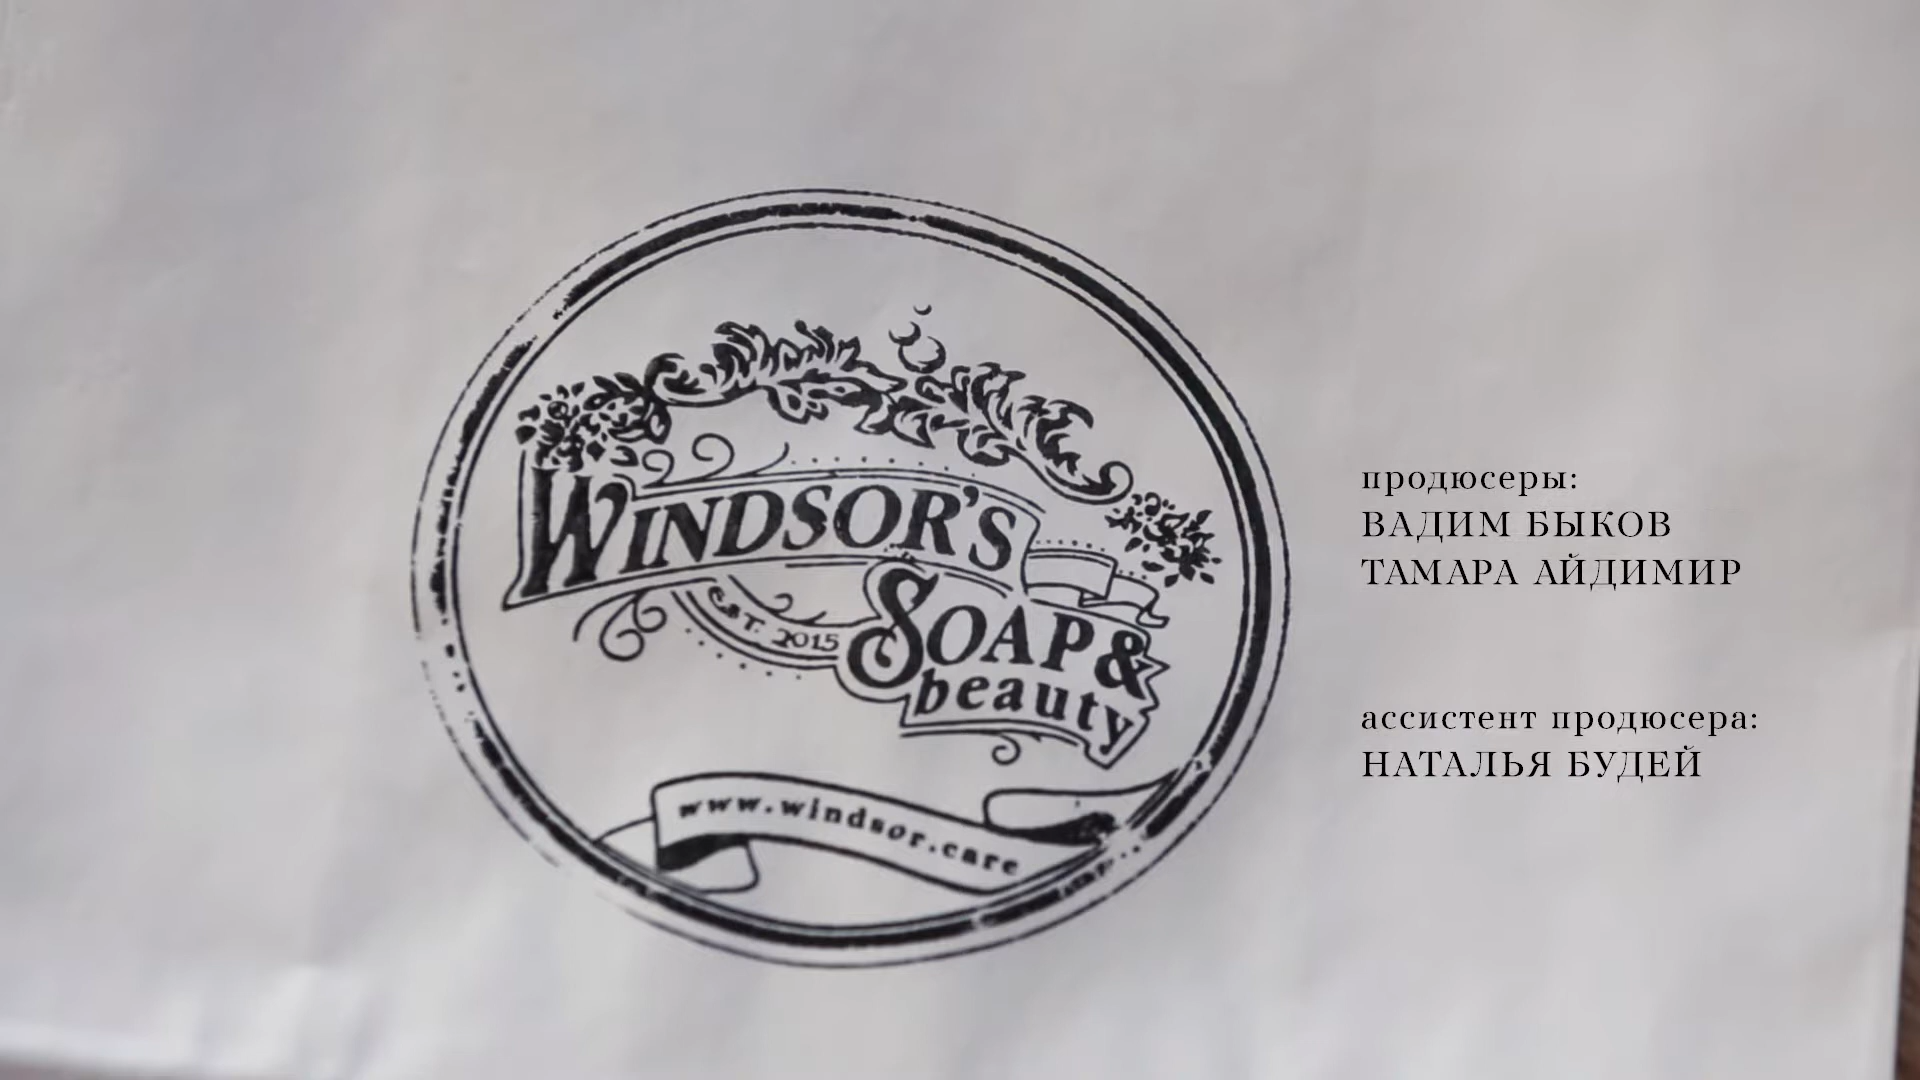 WINDSOR'S
EST. 2015
SOAP &
beauty
www.windsor.care
продюсеры:
ВАДИМ БЫКОВ
ТАМАРА АЙДИМИР
ассистент продюсера:
НАТАЛЬЯ БУДЕЙ